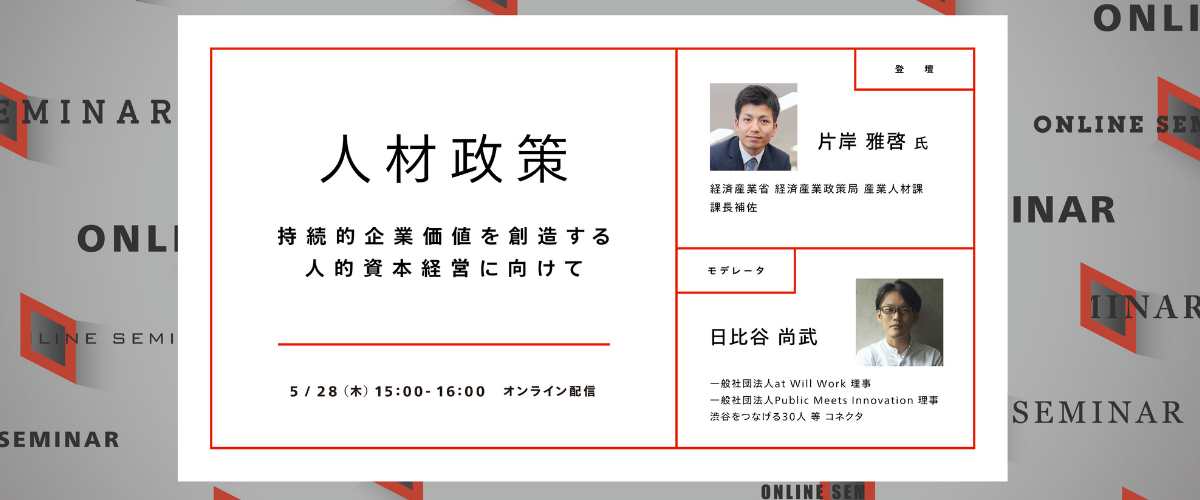 人材政策
持続的企業価値を創造する
人的資本経営に向けて
5 / 28（木）15:00- 16:00 オンライン配信
登 壇
片岸 雅啓 氏
経済産業省 経済産業政策局 産業人材課
課長補佐
モデレータ
日比谷 尚武
一般社団法人at Will Work 理事
一般社団法人Public Meets Innovation 理事
渋谷をつなげる30人 等 コネクタ
EMINAR
ONLI
LINE SEMI
SEMINAR
ONLI
ONLINE SEN
INAR
MINAR
SEMINAR
ONLINE SEN